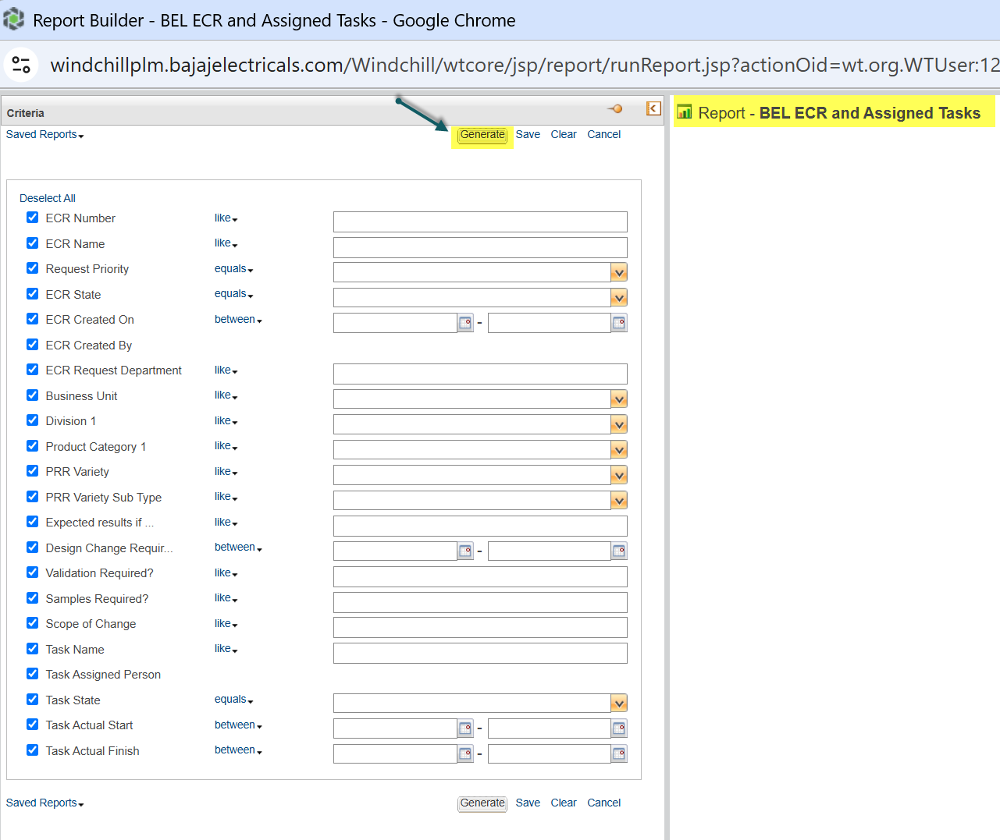 Report Builder - BEL ECR and Assigned Tasks - Google Chrome
windchillplm.bajajelectricals.com/Windchill/wtcore/jsp/report/runReport.jsp?actionOid=wt.org.WTUser:12
Criteria
Saved Reports
Generate Save Clear Cancel
Report - BEL ECR and Assigned Tasks
Deselect All
ECR Number like
ECR Name like
Request Priority equals
ECR State equals
ECR Created On between -
ECR Created By
ECR Request Department like
Business Unit like
Division 1 like
Product Category 1 like
PRR Variety like
PRR Variety Sub Type like
Expected results if ... like
Design Change Requir... between -
Validation Required? like
Samples Required? like
Scope of Change like
Task Name like
Task Assigned Person
Task State equals
Task Actual Start between -
Task Actual Finish between -
Saved Reports
Generate Save Clear Cancel